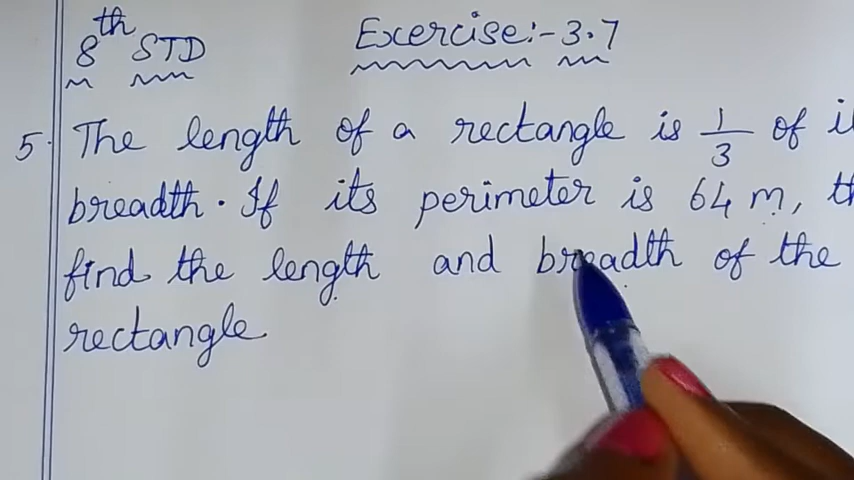 8th STD Exercise:- 3.7
5. The length of a rectangle is 1/3 of
breadth. If its perimeter is 64 m,
find the length and breadth of the
rectangle